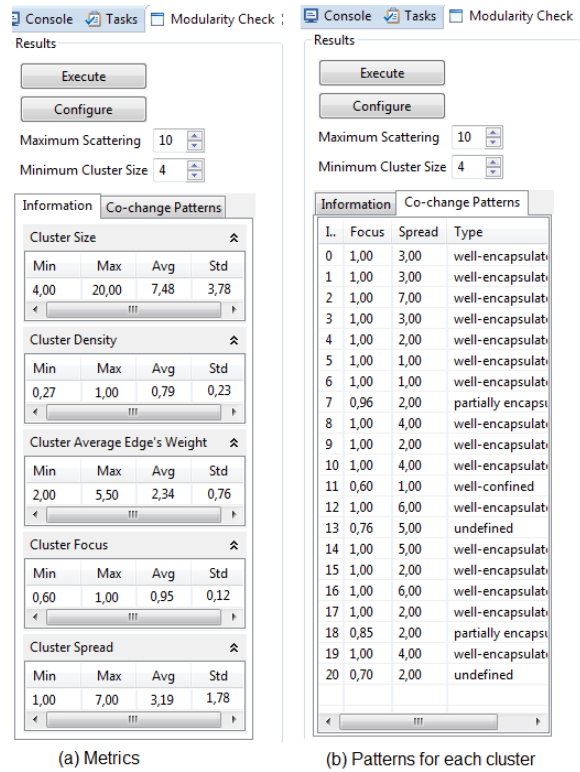 Console Tasks Modularity Check
Results
Execute
Configure
Maximum Scattering 10
Minimum Cluster Size 4
Information Co-change Patterns
Cluster Size
Min Max Avg Std
4,00 20,00 7,48 3,78
Cluster Density
Min Max Avg Std
0,27 1,00 0,79 0,23
Cluster Average Edge's Weight
Min Max Avg Std
2,00 5,50 2,34 0,76
Cluster Focus
Min Max Avg Std
0,60 1,00 0,95 0,12
Cluster Spread
Min Max Avg Std
1,00 7,00 3,19 1,78
(a) Metrics
Console Tasks Modularity Check
Results
Execute
Configure
Maximum Scattering 10
Minimum Cluster Size 4
Information Co-change Patterns
I.. Focus Spread Type
0 1,00 3,00 well-encapsulat
1 1,00 3,00 well-encapsulat
2 1,00 7,00 well-encapsulat
3 1,00 3,00 well-encapsulat
4 1,00 2,00 well-encapsulat
5 1,00 1,00 well-encapsulat
6 1,00 1,00 well-encapsulat
7 0,96 2,00 partially encapsu
8 1,00 4,00 well-encapsulat
9 1,00 2,00 well-encapsulat
10 1,00 4,00 well-encapsulat
11 0,60 1,00 well-confined
12 1,00 6,00 well-encapsulat
13 0,76 5,00 undefined
14 1,00 5,00 well-encapsulat
15 1,00 2,00 well-encapsulat
16 1,00 6,00 well-encapsulat
17 1,00 2,00 well-encapsulat
18 0,85 2,00 partially encapsu
19 1,00 4,00 well-encapsulat
20 0,70 2,00 undefined
(b) Patterns for each cluster